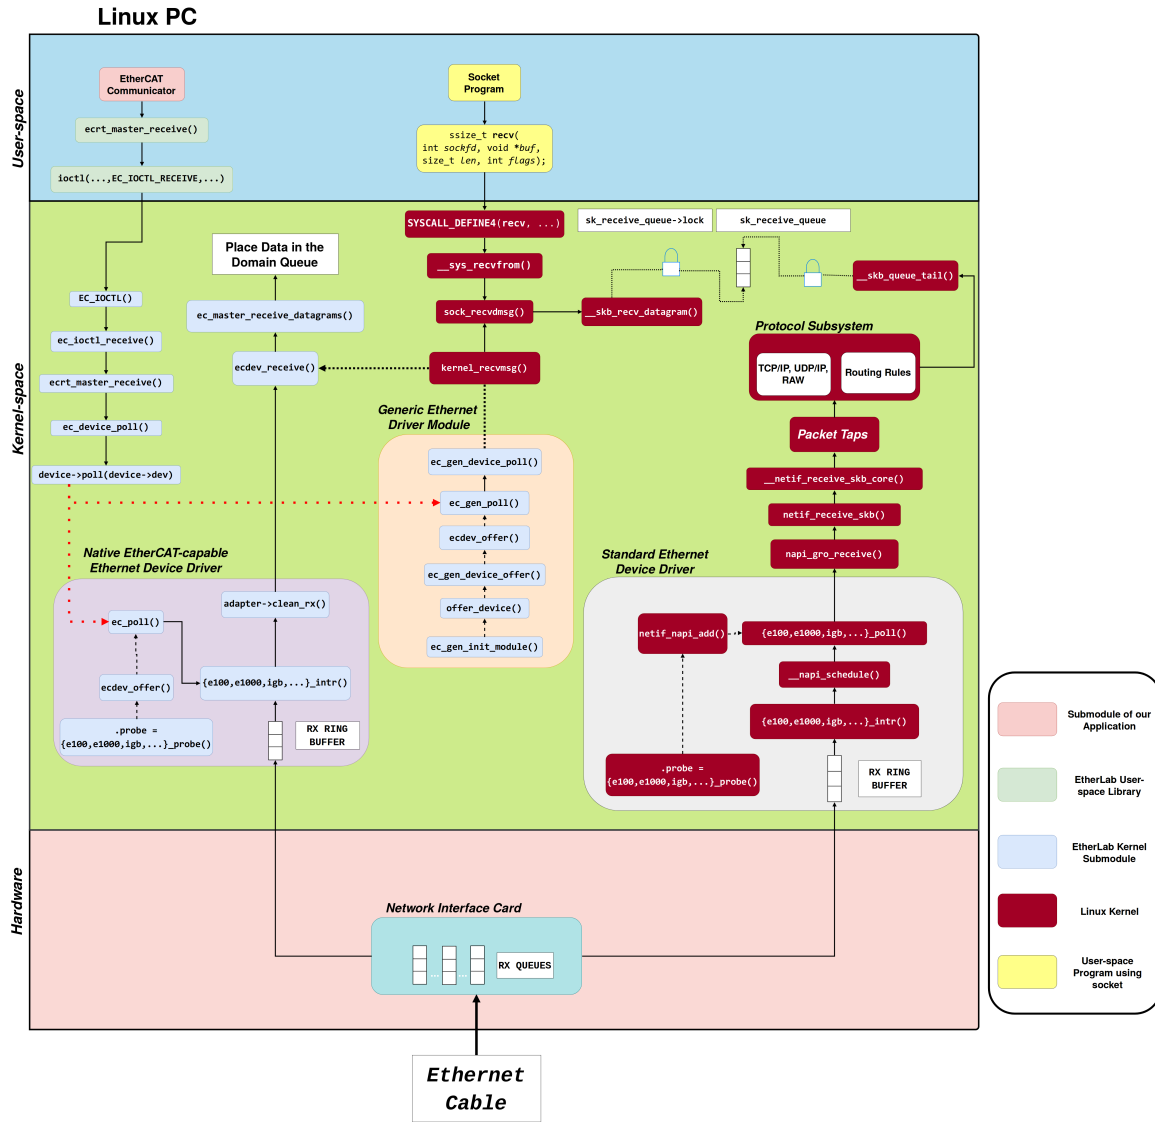 Linux PC
User-space
EtherCAT
Communicator
ecrt_master_receive()
ioctl(...,EC_IOCTL_RECEIVE,...)
Socket
Program
ssize_t recv(
int sockfd, void *buf,
size_t len, int flags);
Kernel-space
SYSCALL_DEFINE4(recv, ...)
__sys_recvfrom()
sock_recvdmsg()
kernel_recvmsg()
__skb_recv_datagram()
sk_receive_queue->lock
sk_receive_queue
__skb_queue_tail()
Place Data in the
Domain Queue
ec_master_receive_datagrams()
ecdev_receive()
EC_IOCTL()
ec_ioctl_receive()
ecrt_master_receive()
ec_device_poll()
device->poll(device->dev)
Protocol Subsystem
TCP/IP, UDP/IP,
RAW
Routing Rules
Packet Taps
__netif_receive_skb_core()
netif_receive_skb()
napi_gro_receive()
Generic Ethernet
Driver Module
ec_gen_device_poll()
ec_gen_poll()
ecdev_offer()
ec_gen_device_offer()
offer_device()
ec_gen_init_module()
Native EtherCAT-capable
Ethernet Device Driver
adapter->clean_rx()
ec_poll()
ecdev_offer()
{e100,e1000,igb,...}_intr()
.probe =
{e100,e1000,igb,...}_probe()
RX RING
BUFFER
Standard Ethernet
Device Driver
netif_napi_add()
{e100,e1000,igb,...}_poll()
__napi_schedule()
{e100,e1000,igb,...}_intr()
.probe =
{e100,e1000,igb,...}_probe()
RX RING
BUFFER
Hardware
Network Interface Card
RX QUEUES
Ethernet
Cable
Submodule of our
Application
EtherLab User-
space Library
EtherLab Kernel
Submodule
Linux Kernel
User-space
Program using
socket